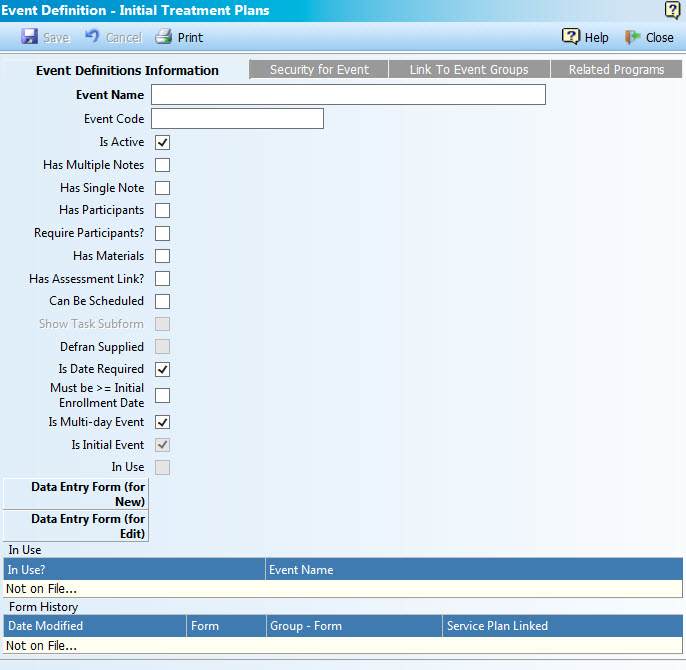 Event Definition - Initial Treatment Plans
?
Save Cancel Print ? Help Close
Event Definitions Information Security for Event Link To Event Groups Related Programs
Event Name
Event Code
Is Active
Has Multiple Notes
Has Single Note
Has Participants
Require Participants?
Has Materials
Has Assessment Link?
Can Be Scheduled
Show Task Subform
Defran Supplied
Is Date Required
Must be >= Initial
Enrollment Date
Is Multi-day Event
Is Initial Event
In Use
Data Entry Form (for
New)
Data Entry Form (for
Edit)
In Use
In Use? Event Name
Not on File...
Form History
Date Modified Form Group - Form Service Plan Linked
Not on File...